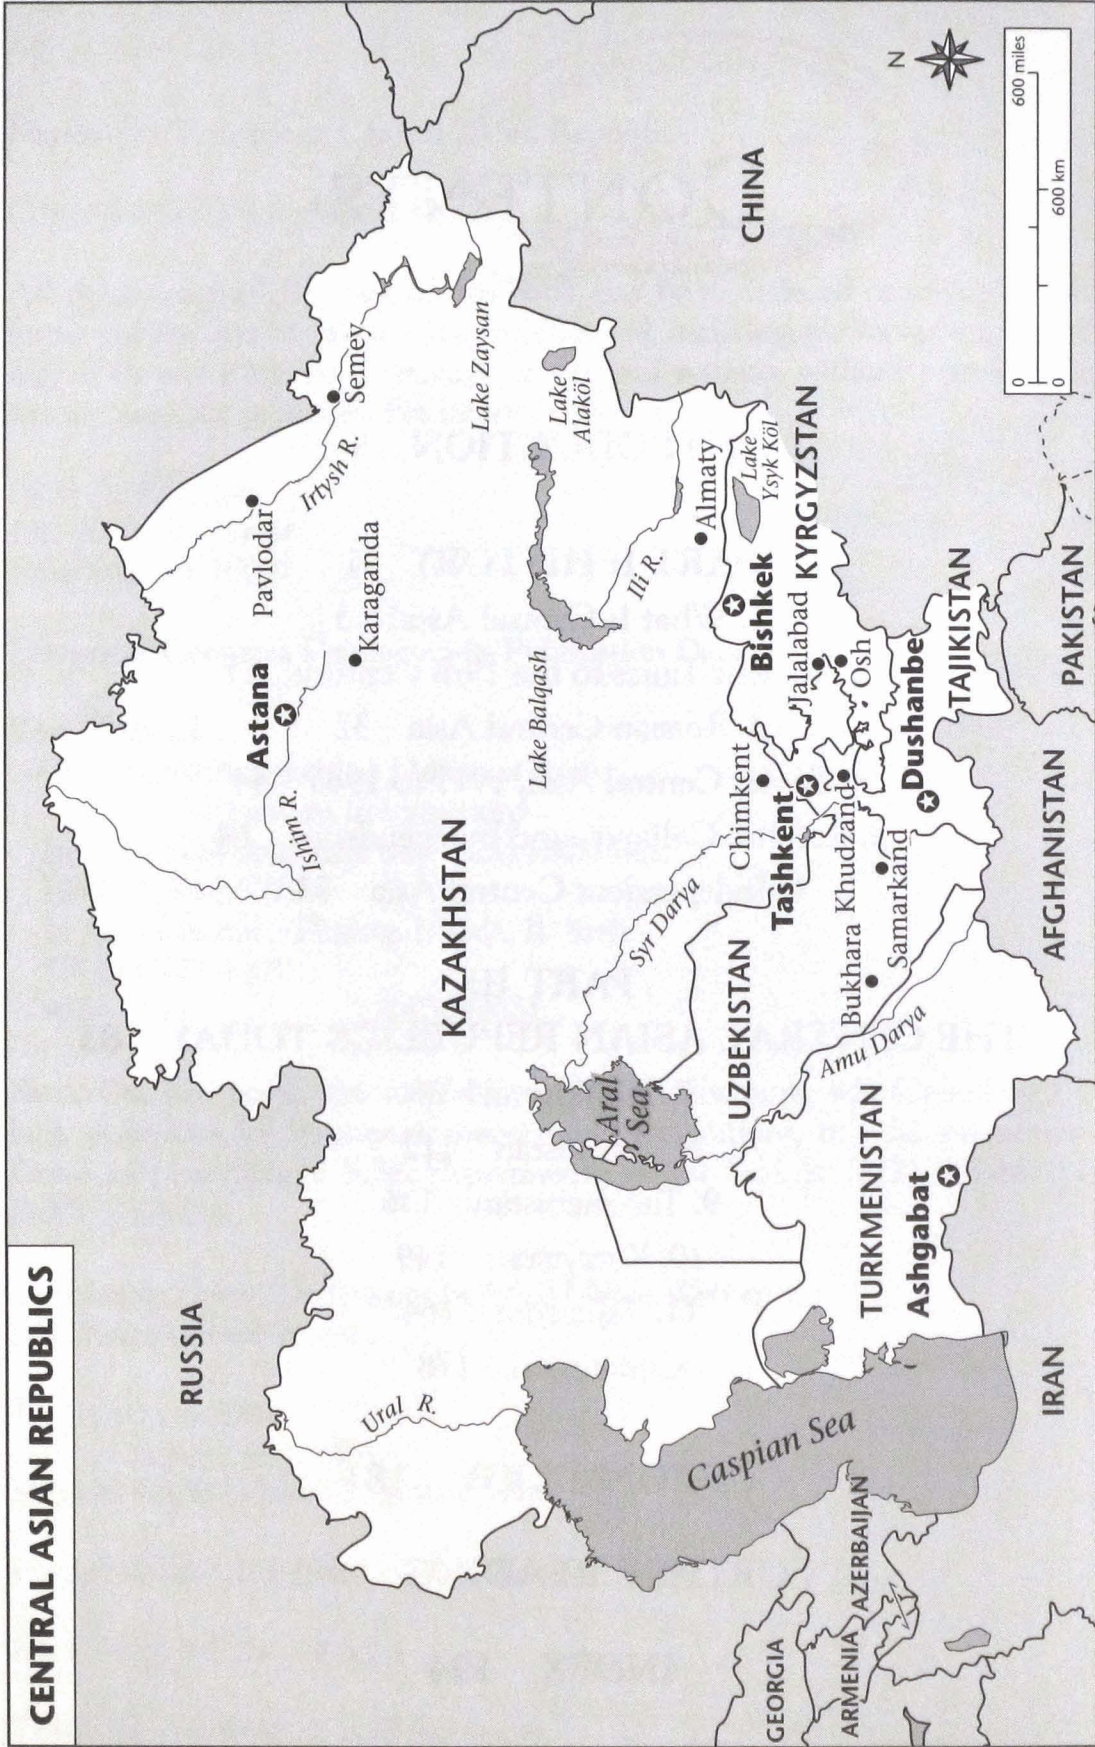 CENTRAL ASIAN REPUBLICS
RUSSIA
Ural R.
Ishim R.
Astana
Pavlodar
Irtysh R.
Semey
Karaganda
KAZAKHSTAN
Lake Balqash
Lake Zaysan
Lake
Alaköl
Ili R.
Almaty
Lake
Ysyk Köl
CHINA
N
Caspian Sea
Aral
Sea
Syr Darya
UZBEKISTAN
Chimkent
Tashkent
Bishkek
Jalalabad
KYRGYZSTAN
Osh
Bukhara
Khudzand
Samarkand
Amu Darya
TURKMENISTAN
Ashgabat
Dushanbe
TAJIKISTAN
GEORGIA
ARMENIA
AZERBAIJAN
IRAN
AFGHANISTAN
PAKISTAN
0
600 miles
0
600 km